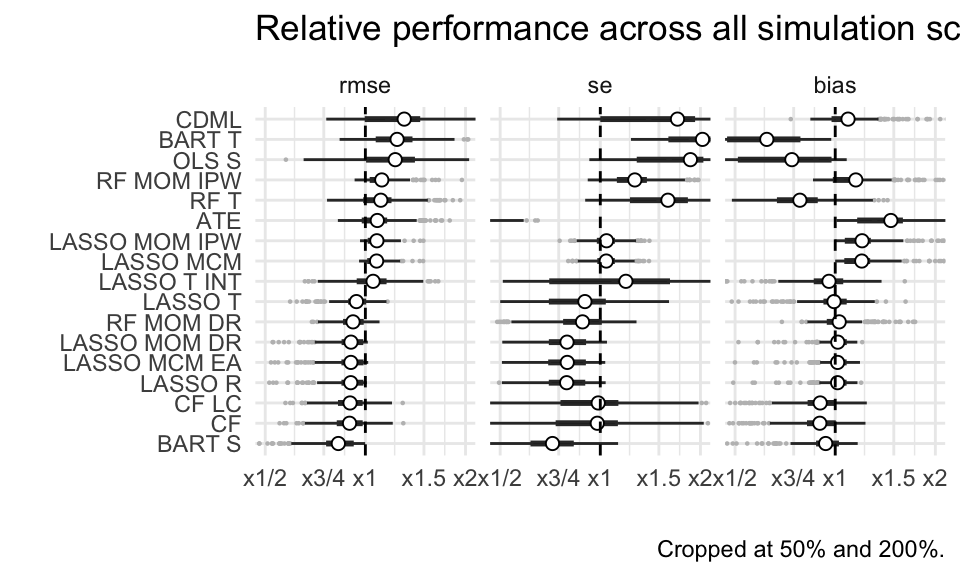 Relative performance across all simulation sc
rmse se bias
CDML
BART T
OLS S
RF MOM IPW
RF T
ATE
LASSO MOM IPW
LASSO MCM
LASSO T INT
LASSO T
RF MOM DR
LASSO MOM DR
LASSO MCM EA
LASSO R
CF LC
CF
BART S
x1/2 x3/4 x1 x1.5 x2 x1/2 x3/4 x1 x1.5 x2 x1/2 x3/4 x1 x1.5 x2
Cropped at 50% and 200%.